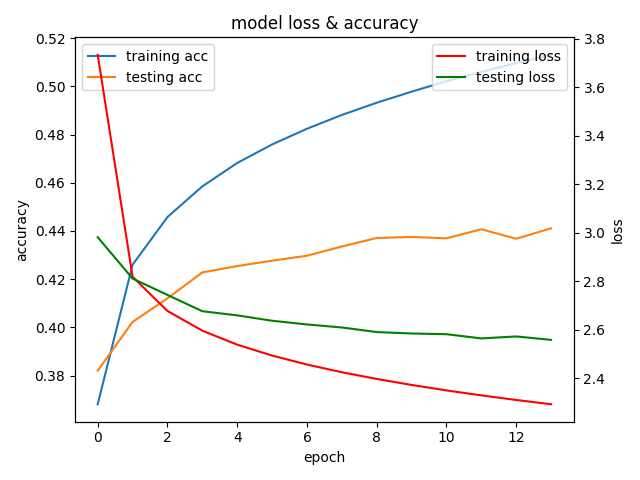 model loss & accuracy
training acc
testing acc
training loss
testing loss
0.52
0.50
0.48
0.46
0.44
0.42
0.40
0.38
accuracy
3.8
3.6
3.4
3.2
3.0
2.8
2.6
2.4
loss
0 2 4 6 8 10 12
epoch